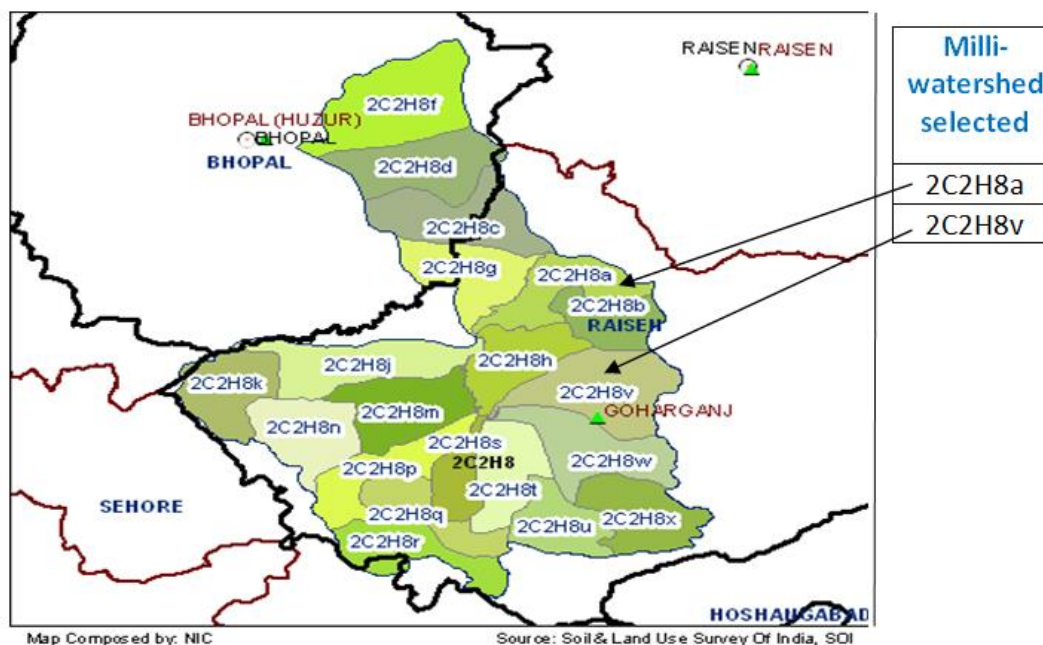 RAISEN RAISEN
Milli-
watershed
selected
2C2H8a
2C2H8v
2C2H8f
BHOPAL (HUZUR)
BHOPAL
BHOPAL
2C2H8d
2C2H8c
2C2H8g
2C2H8a
2C2H8b
RAISEH
2C2H8h
2C2H8j
2C2H8k
2C2H8v
2C2H8m
GOHARGANJ
2C2H8n
2C2H8s
2C2H8
2C2H8w
2C2H8p
2C2H8t
2C2H8q
2C2H8x
2C2H8u
SEHORE
2C2H8r
HOSHAUGABAD
Map Composed by: NIC
Source: Soil & Land Use Survey Of India, SOI